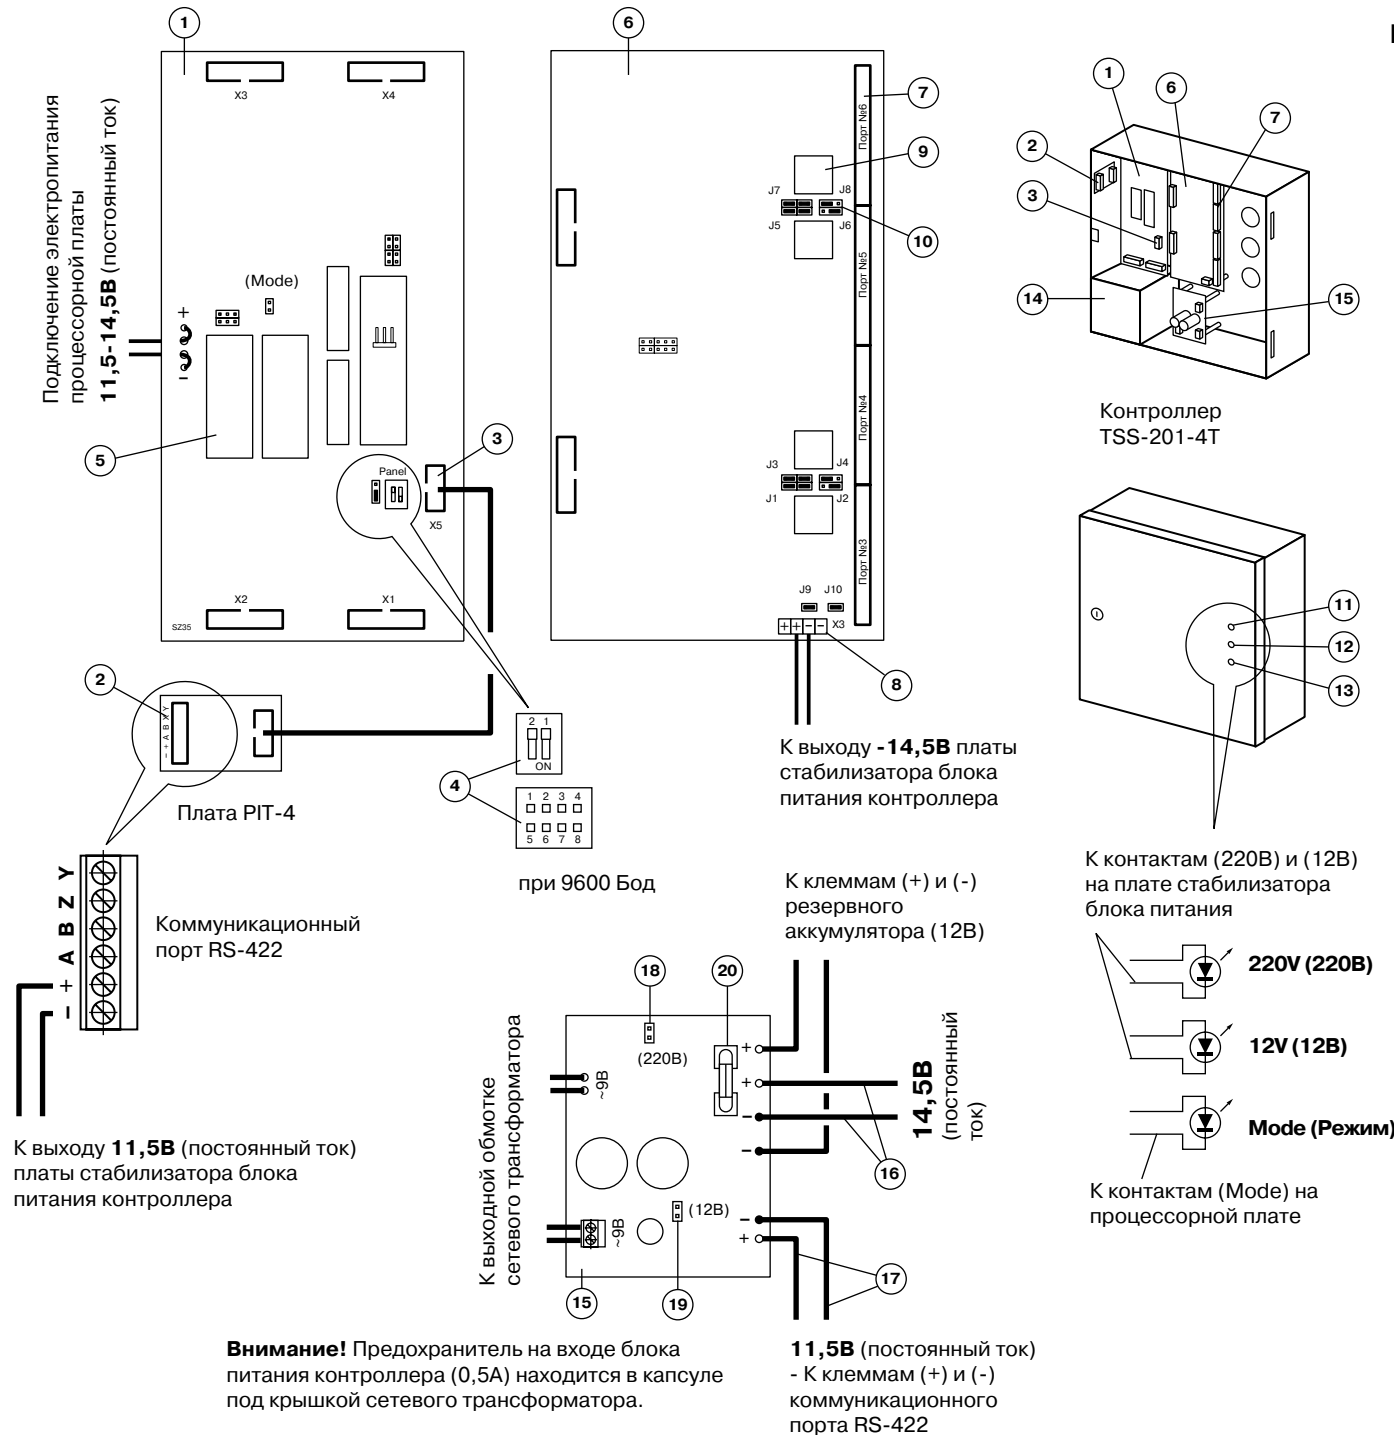 1
6
X3
X4
Подключение электропитания
процессорной платы
11,5-14,5В (постоянный ток)
(Mode)
+
-
5
Panel
3
X5
X2
X1
SZ35
7
Порт №6
9
J7
J8
J5
J6
10
Порт №5
Порт №4
J3
J4
J1
J2
Порт №3
J9
J10
+ + - -
X3
8
К выходу -14,5В платы
стабилизатора блока
питания контроллера
1
6
7
2
3
14
15
Контроллер
TSS-201-4T
11
12
13
К контактам (220В) и (12В)
на плате стабилизатора
блока питания
220V (220В)
12V (12В)
Mode (Режим)
К контактам (Mode) на
процессорной плате
2
- + A B X Y
Плата PIT-4
2 1
ON
4
1 2 3 4
5 6 7 8
при 9600 Бод
Y
Z
B
A
+
-
Коммуникационный
порт RS-422
К выходу 11,5В (постоянный ток)
платы стабилизатора блока
питания контроллера
К клеммам (+) и (-)
резервного
аккумулятора (12В)
18
20
(220В)
К выходной обмотке
сетевого трансформатора
~9В
+
+
-
-
14,5В
(постоянный
ток)
16
(12В)
~9В
-
+
17
15
19
Внимание! Предохранитель на входе блока
питания контроллера (0,5А) находится в капсуле
под крышкой сетевого трансформатора.
11,5В (постоянный ток)
- К клеммам (+) и (-)
коммуникационного
порта RS-422